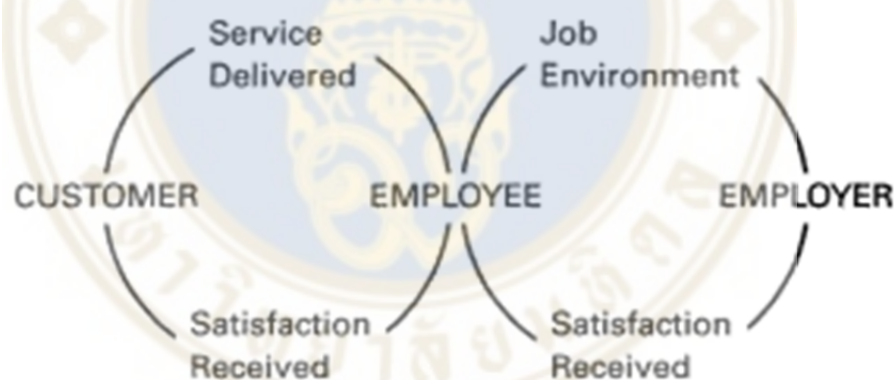 Service
Delivered
Job
Environment
CUSTOMER
EMPLOYEE
EMPLOYER
Satisfaction
Received
Satisfaction
Received